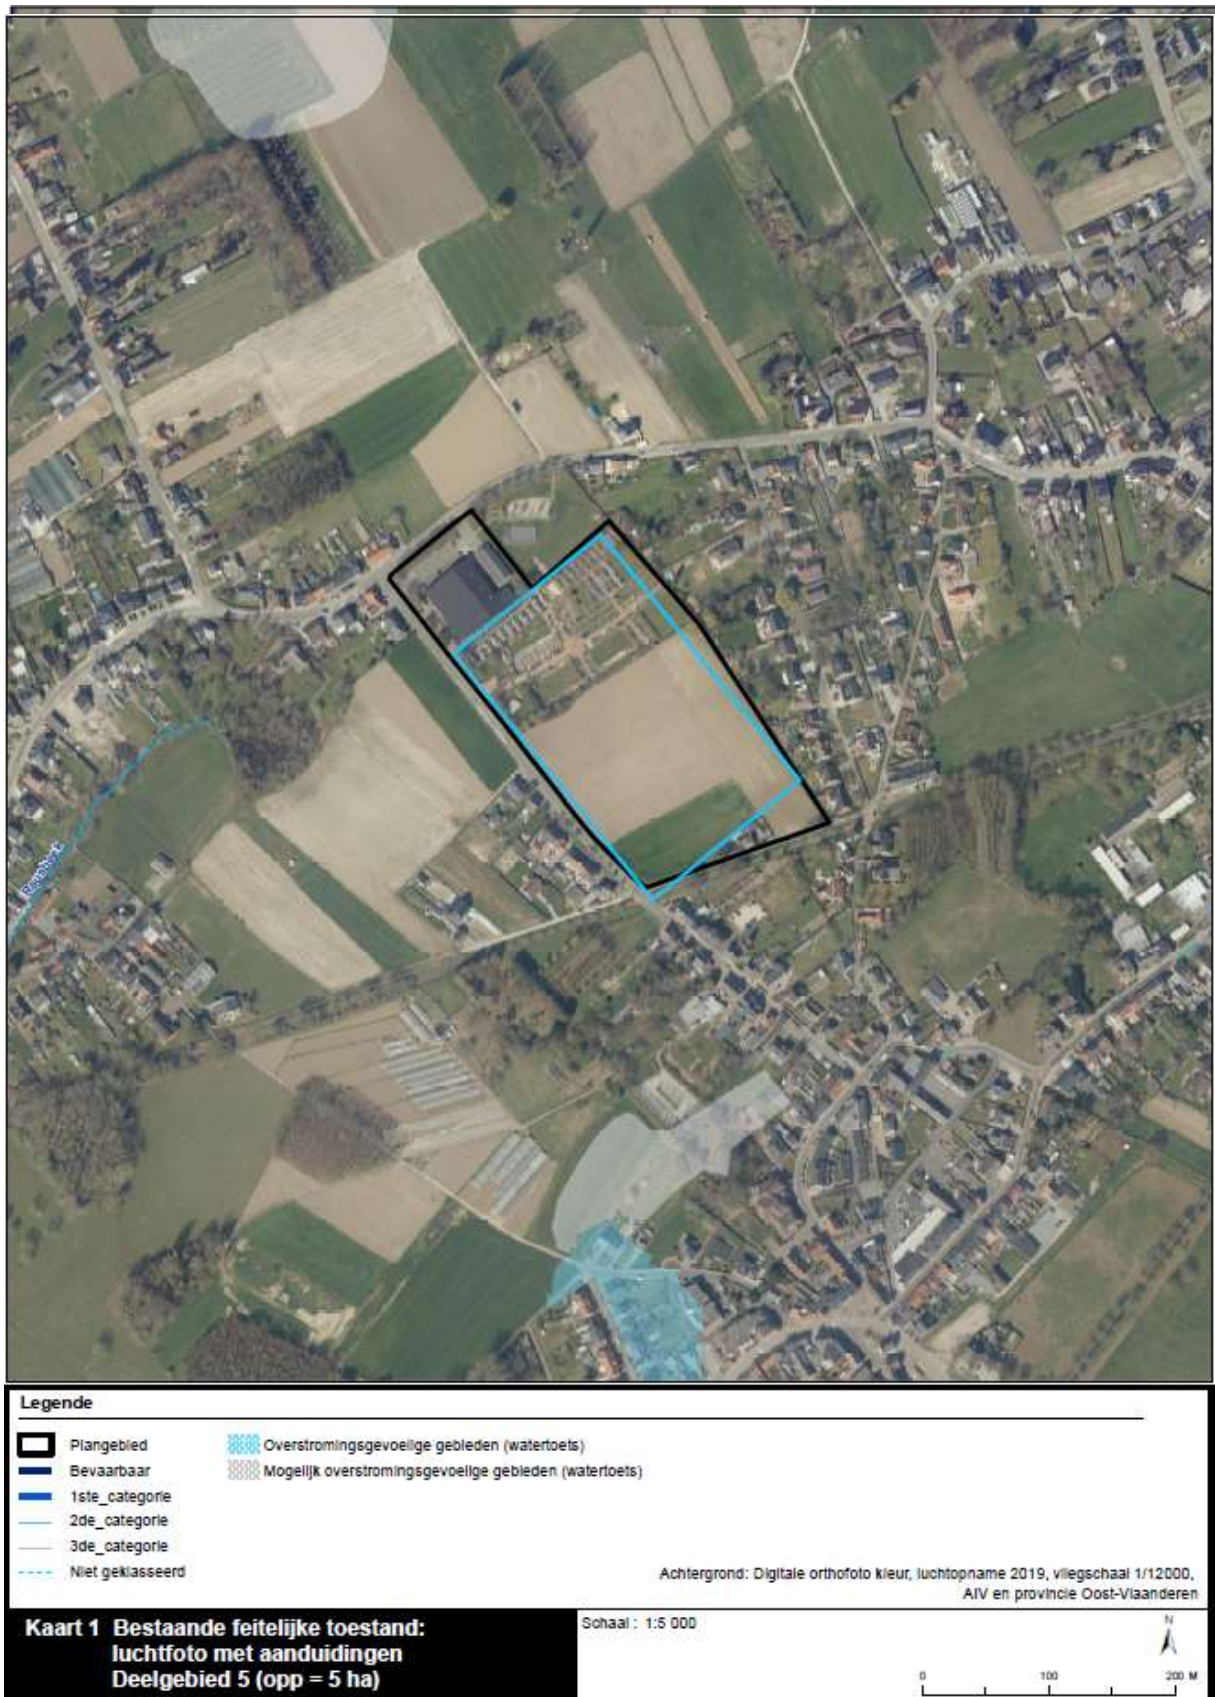 Legende
Plangebied
Bevaarbaar
1ste_categorie
2de_categorie
3de_categorie
Niet geklasseerd
Overstromingsgevoelige gebieden (watertoets)
Mogelijk overstromingsgevoelige gebieden (watertoets)
Achtergrond: Digitale orthofoto kleur, luchtopname 2019, vliegschaal 1/12000,
AIV en provincie Oost-Vlaanderen
Kaart 1 Bestaande feitelijke toestand:
luchtfoto met aanduidingen
Deelgebied 5 (opp = 5 ha)
Schaal : 1:5 000
N
0 100 200 M